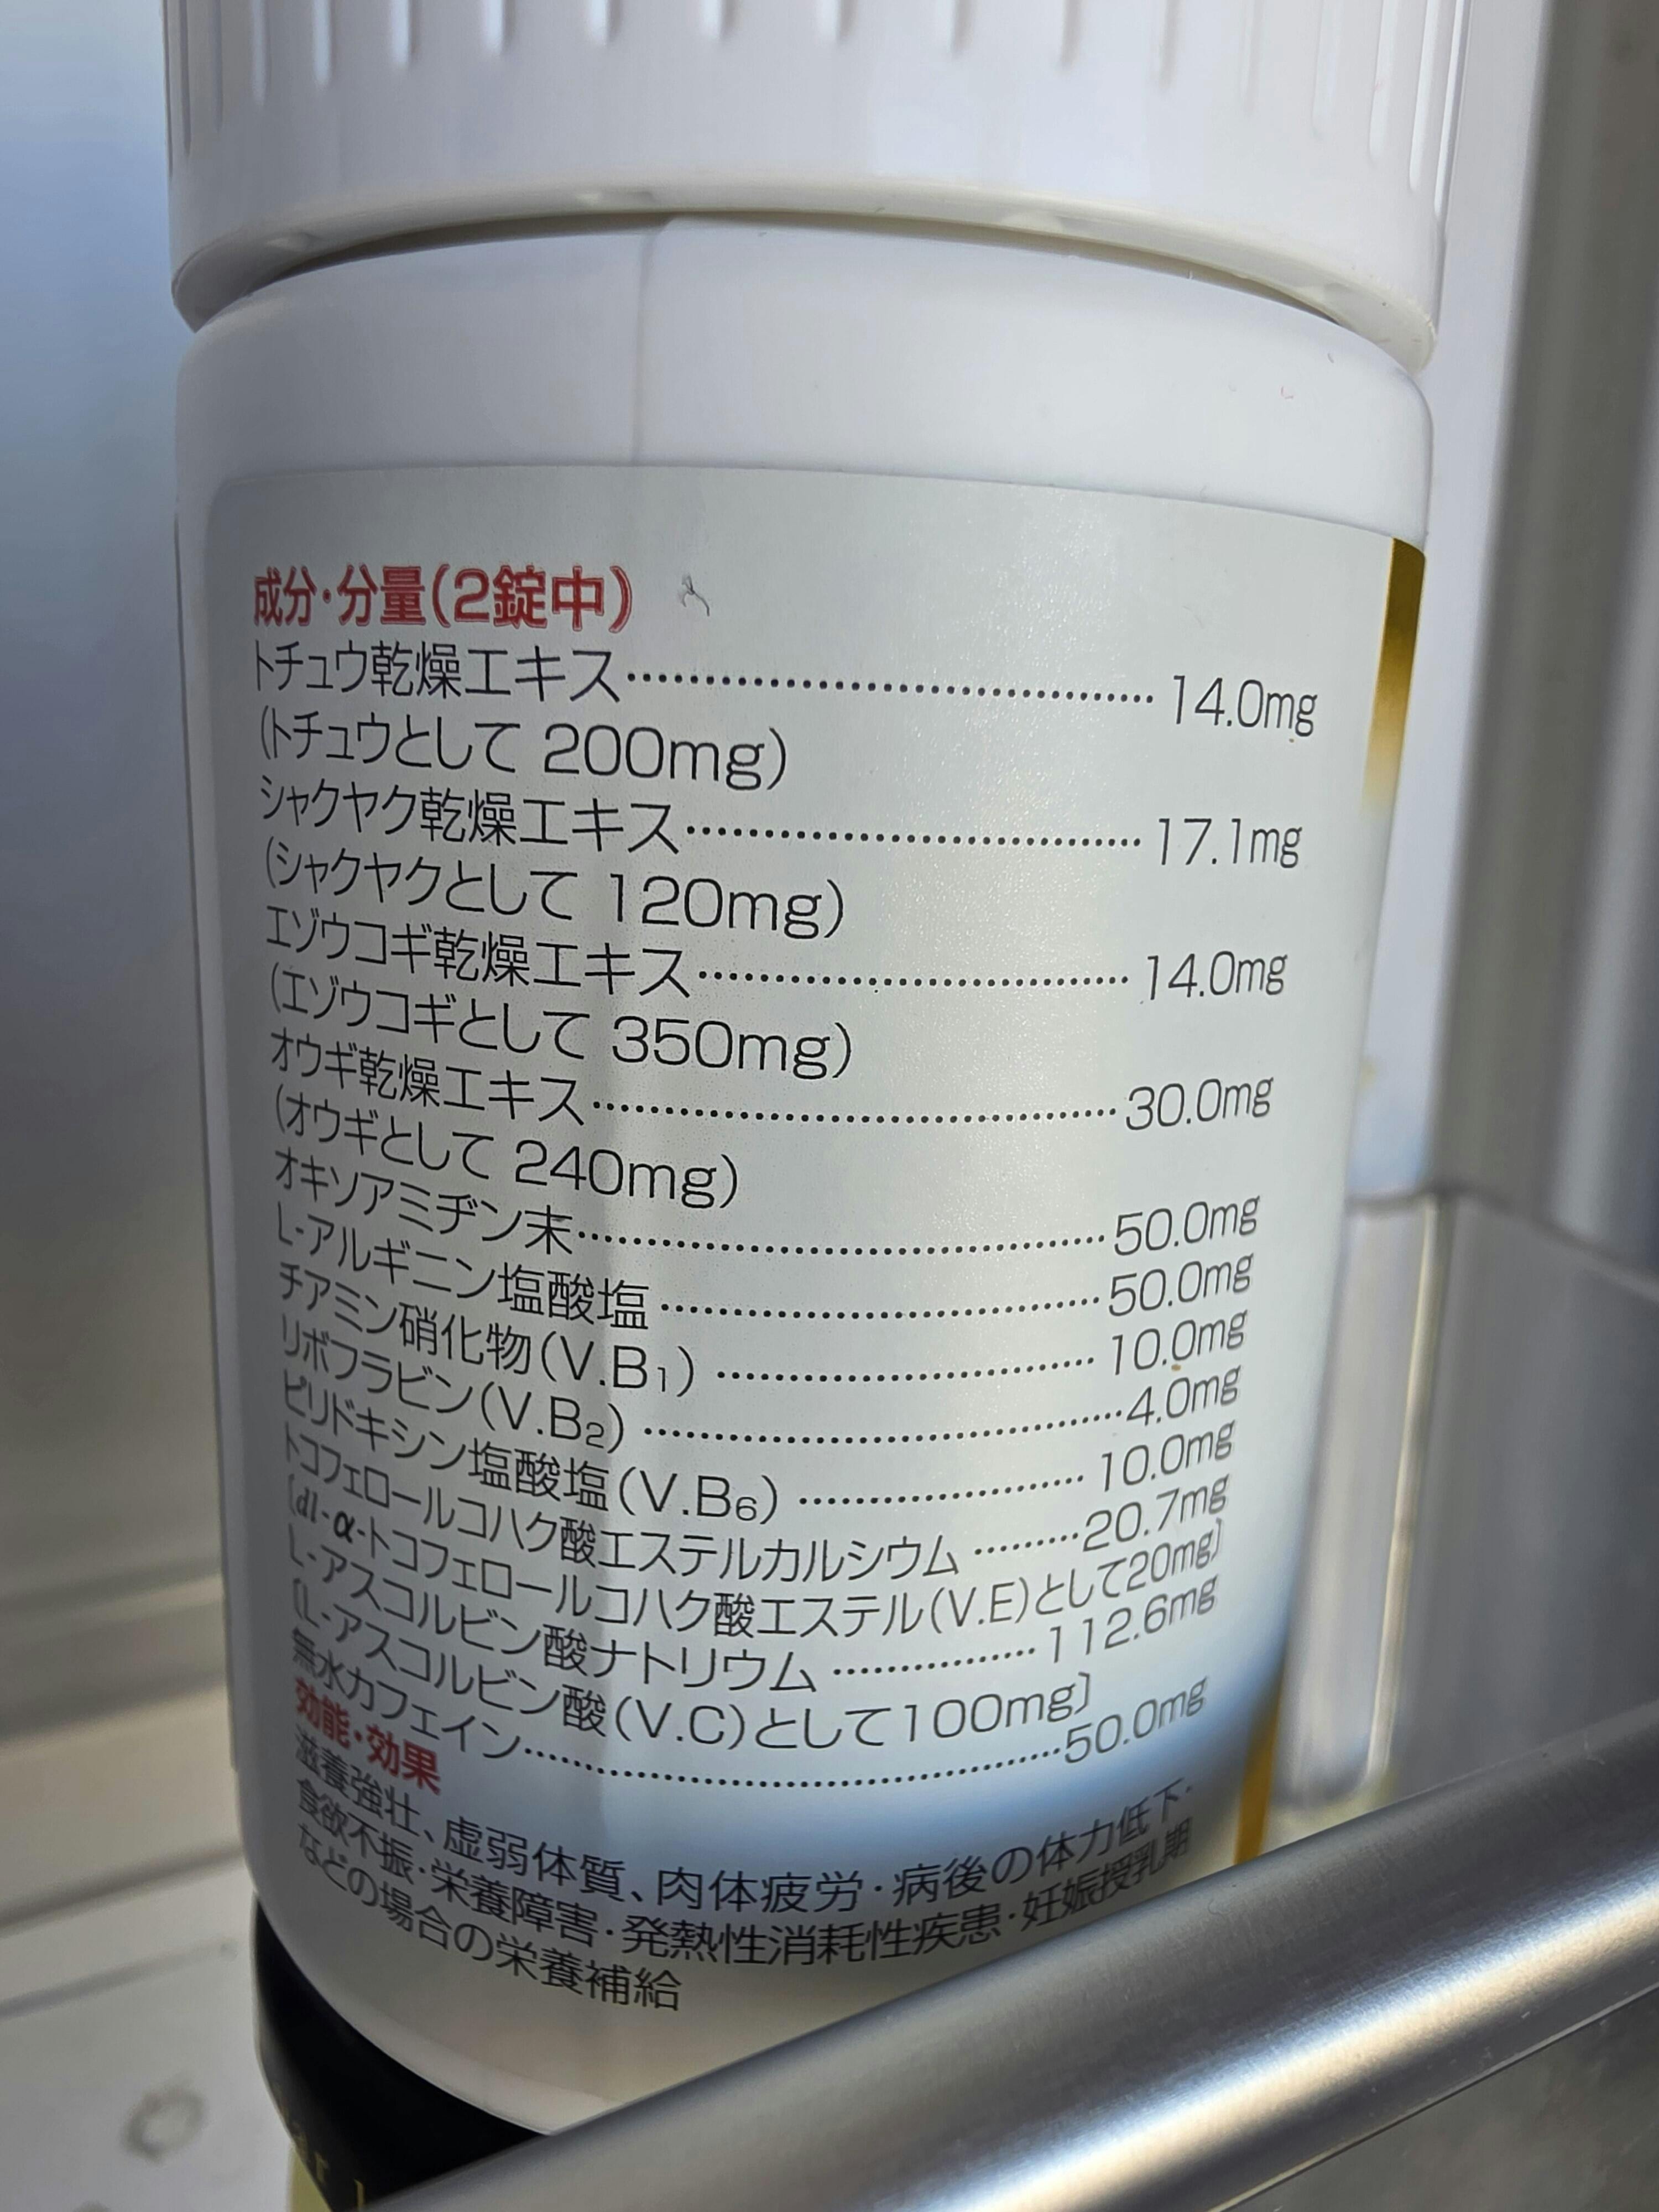 成分・分量(2錠中)
トチュウ乾燥エキス……………………………14.0mg
(トチュウとして 200mg)
シャクヤク乾燥エキス…………………………17.1mg
(シャクヤクとして 120mg)
エゾウコギ乾燥エキス…………………………14.0mg
(エゾウコギとして 350mg)
オウギ乾燥エキス………………………………30.0mg
(オウギとして 240mg)
オキソアミヂン末………………………………50.0mg
L-アルギニン塩酸塩……………………………50.0mg
チアミン硝化物(V.B1)…………………………10.0mg
リボフラビン(V.B2)……………………………4.0mg
ピリドキシン塩酸塩(V.B6)……………………10.0mg
トコフェロールコハク酸エステルカルシウム………20.7mg
〔dl-α-トコフェロールコハク酸エステル(V.E)として20mg〕
L-アスコルビン酸ナトリウム……………112.6mg
〔L-アスコルビン酸(V.C)として100mg〕
無水カフェイン…………………………………50.0mg
効能・効果
滋養強壮、虚弱体質、肉体疲労・病後の体力低下・
食欲不振・栄養障害・発熱性消耗性疾患・妊娠授乳期
などの場合の栄養補給